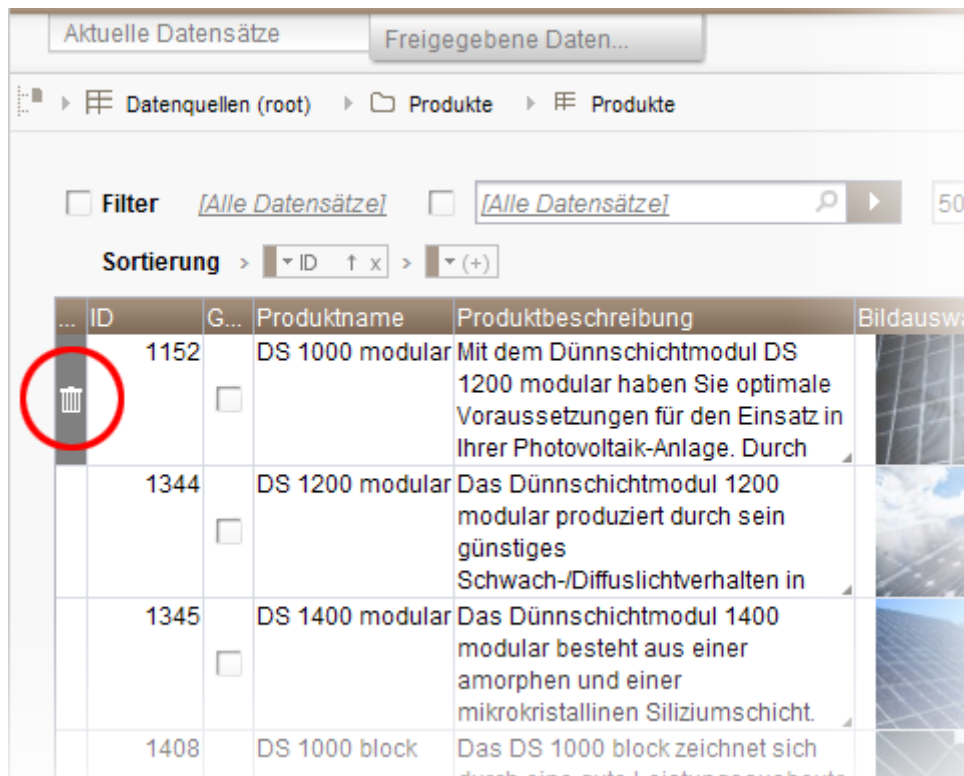 Aktuelle Datensätze Freigegebene Daten...
Datenquellen (root) Produkte Produkte
Filter [Alle Datensätze] [Alle Datensätze] 50
Sortierung > ID ↑ x > (+)
... ID G... Produktname Produktbeschreibung Bildauswa
1152 DS 1000 modular Mit dem Dünnschichtmodul DS
1200 modular haben Sie optimale
Voraussetzungen für den Einsatz in
Ihrer Photovoltaik-Anlage. Durch
1344 DS 1200 modular Das Dünnschichtmodul 1200
modular produziert durch sein
günstiges
Schwach-/Diffuslichtverhalten in
1345 DS 1400 modular Das Dünnschichtmodul 1400
modular besteht aus einer
amorphen und einer
mikrokristallinen Siliziumschicht.
1408 DS 1000 block Das DS 1000 block zeichnet sich
durch eine gute